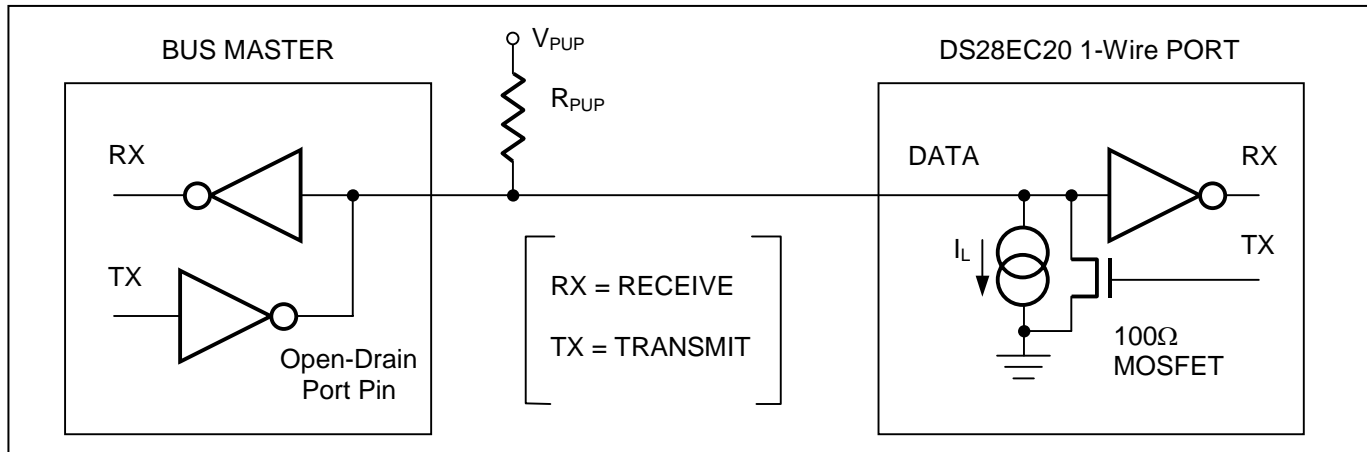 BUS MASTER
V_PUP
DS28EC20 1-Wire PORT
R_PUP
RX
DATA
RX
TX
I_L
TX
RX = RECEIVE
TX = TRANSMIT
Open-Drain
Port Pin
100Ω
MOSFET